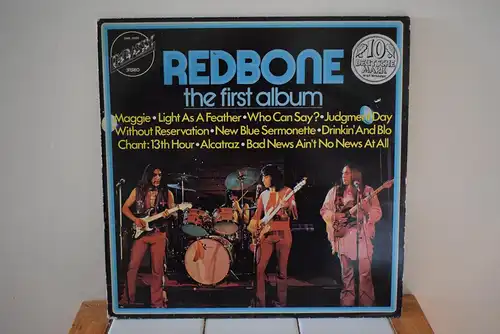 EMBASSY
STEREO
REDBONE
the first album
10
DEUTSCHE
MARK
Maggie • Light As A Feather • Who Can Say? • Judgment Day
Without Reservation • New Blue Sermonette • Drinkin' And Blo
Chant: 13th Hour • Alcatraz • Bad News Ain't No News At All